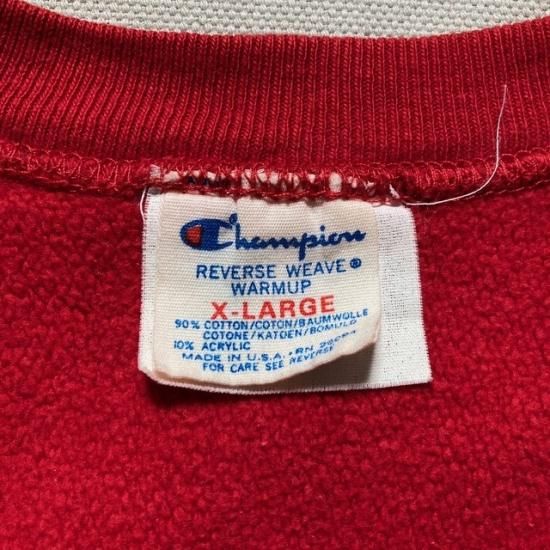 Champion
REVERSE WEAVE®
WARMUP
X-LARGE
90% COTTON/COTON/BAUMWOLLE
COTONE/KATOEN/BOMULD
10% ACRYLIC
MADE IN U.S.A. RN
FOR CARE SEE REVERSE